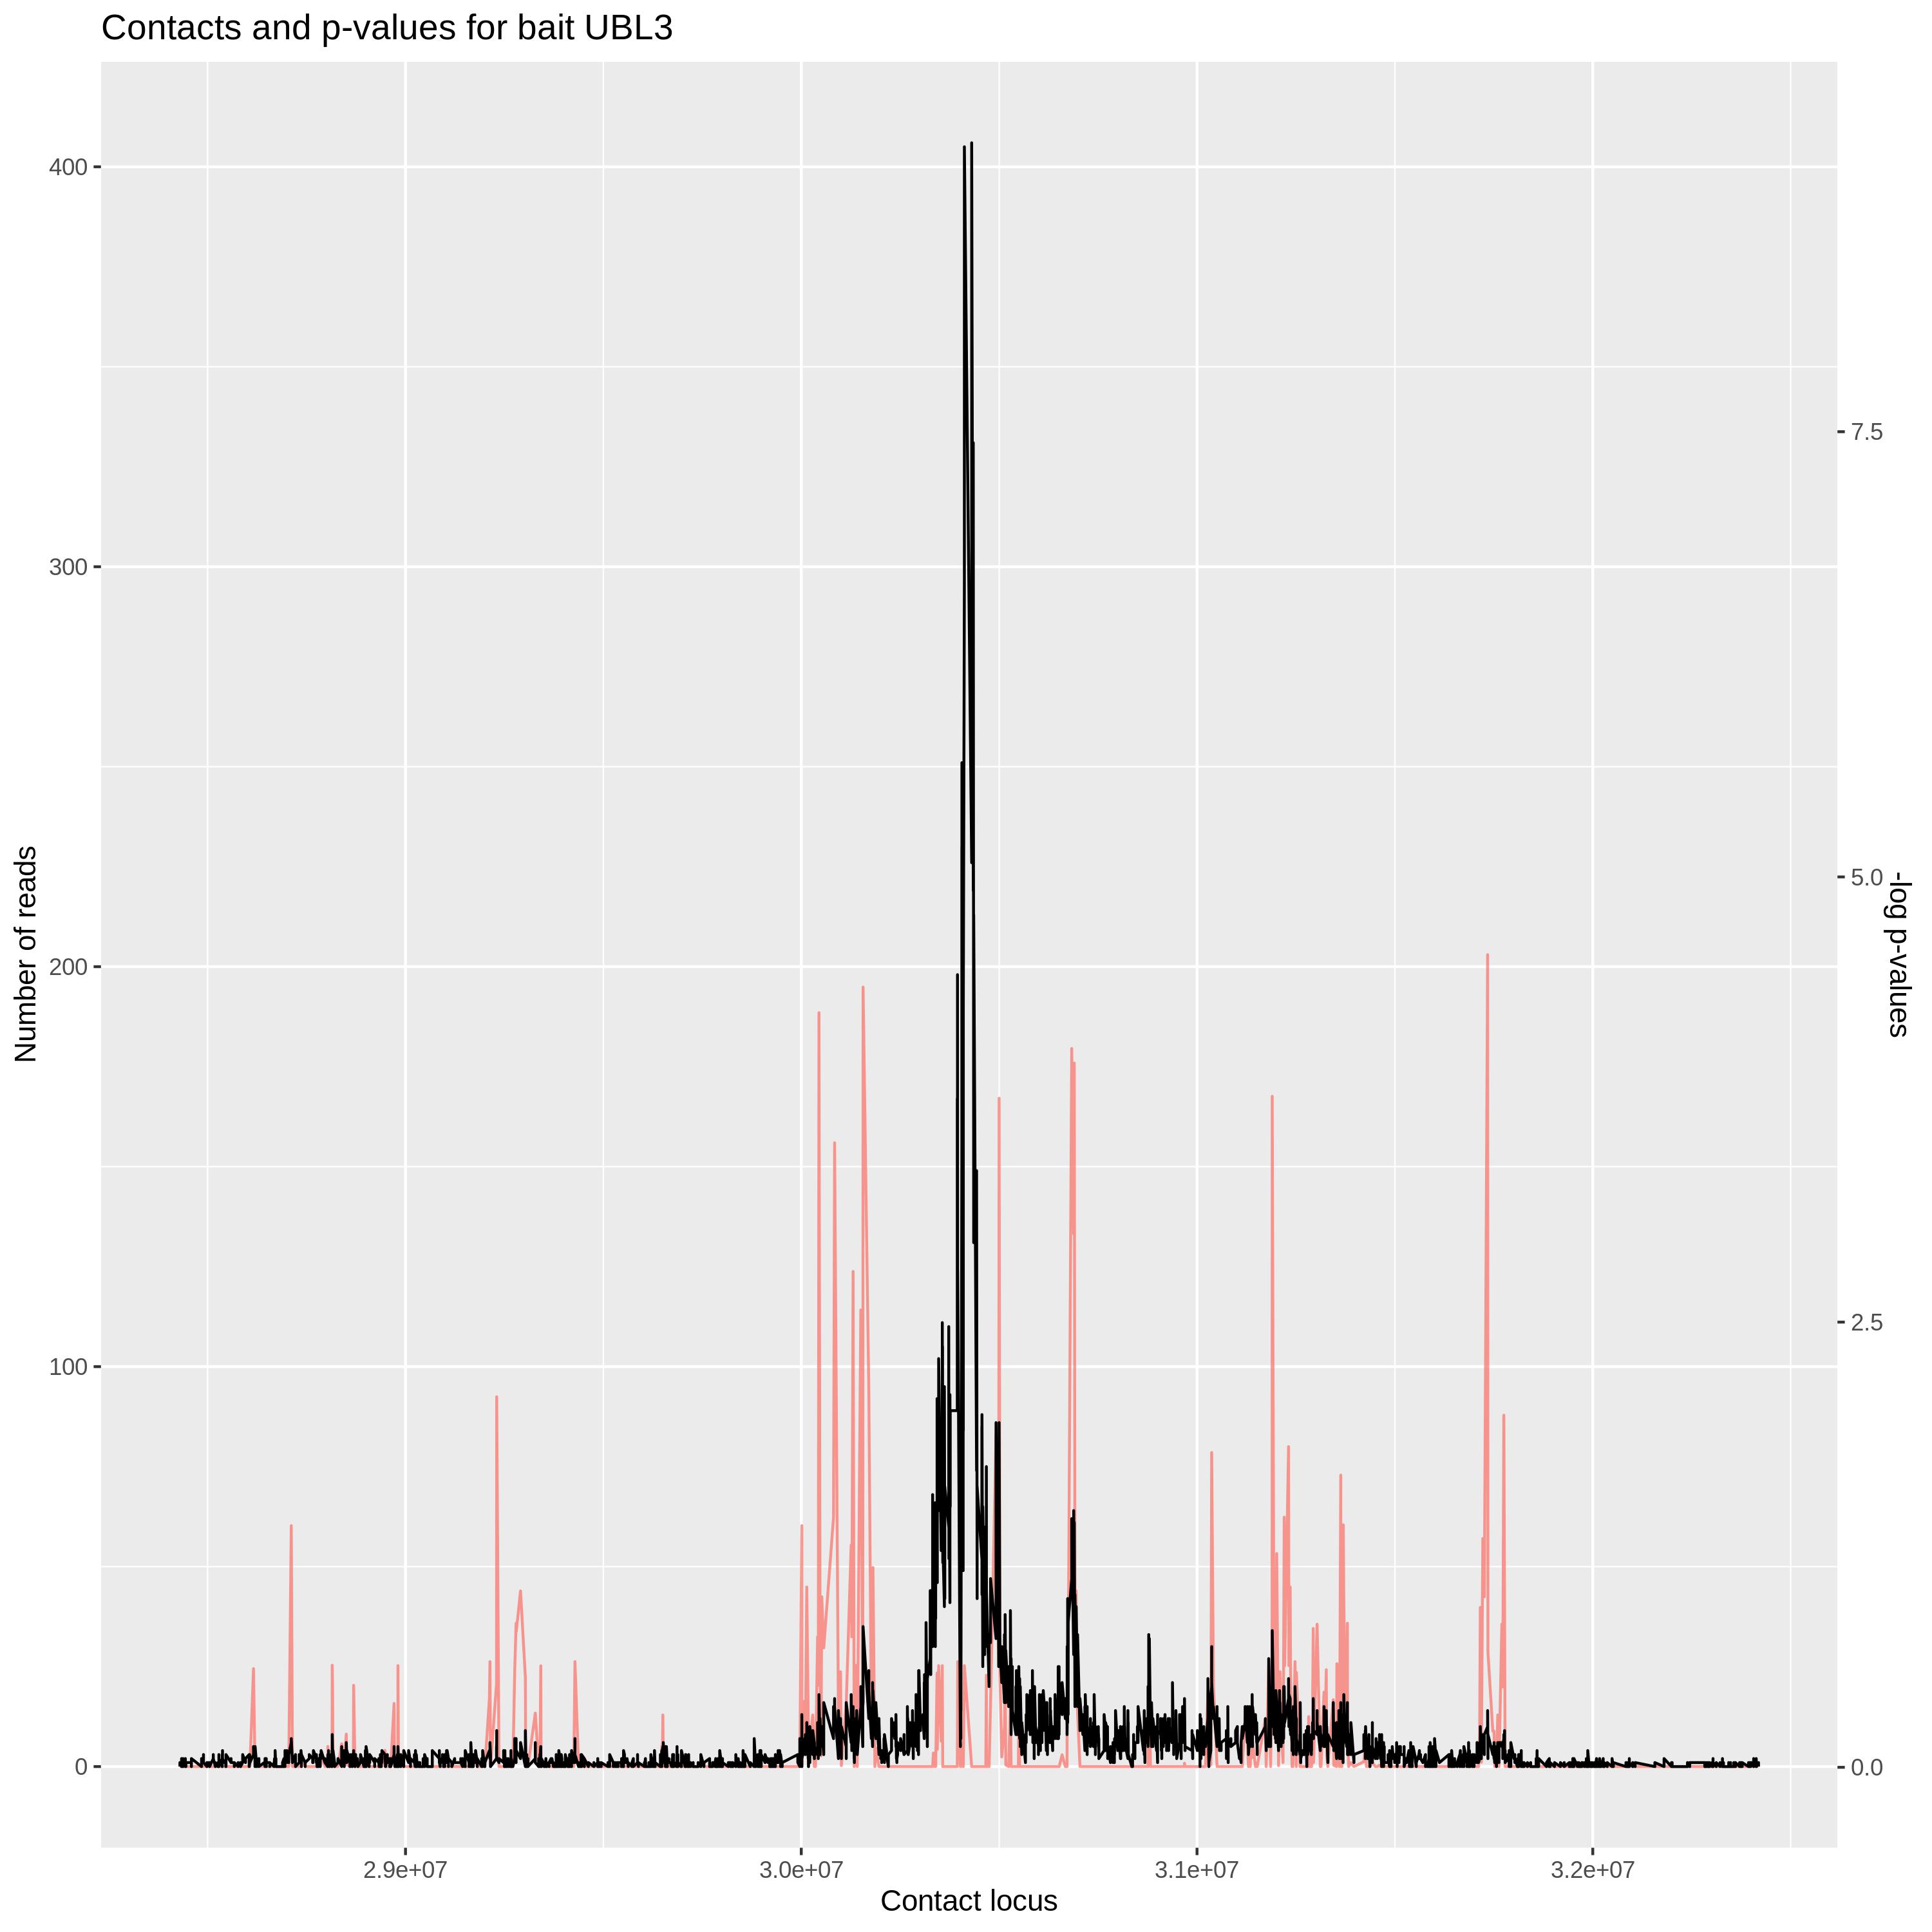 Contacts and p-values for bait UBL3
400
300
200
100
0
Number of reads
7.5
5.0
2.5
0.0
-log p-values
2.9e+07
3.0e+07
3.1e+07
3.2e+07
Contact locus